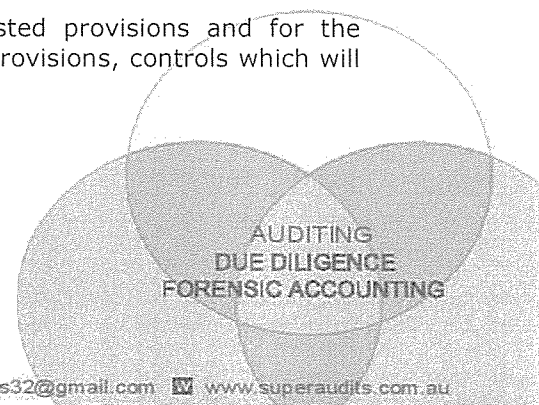 sted provisions and for the
rovisions, controls which will
AUDITING
DUE DILIGENCE
FORENSIC ACCOUNTING
s32@gmail.com W www.superaudits.com.au